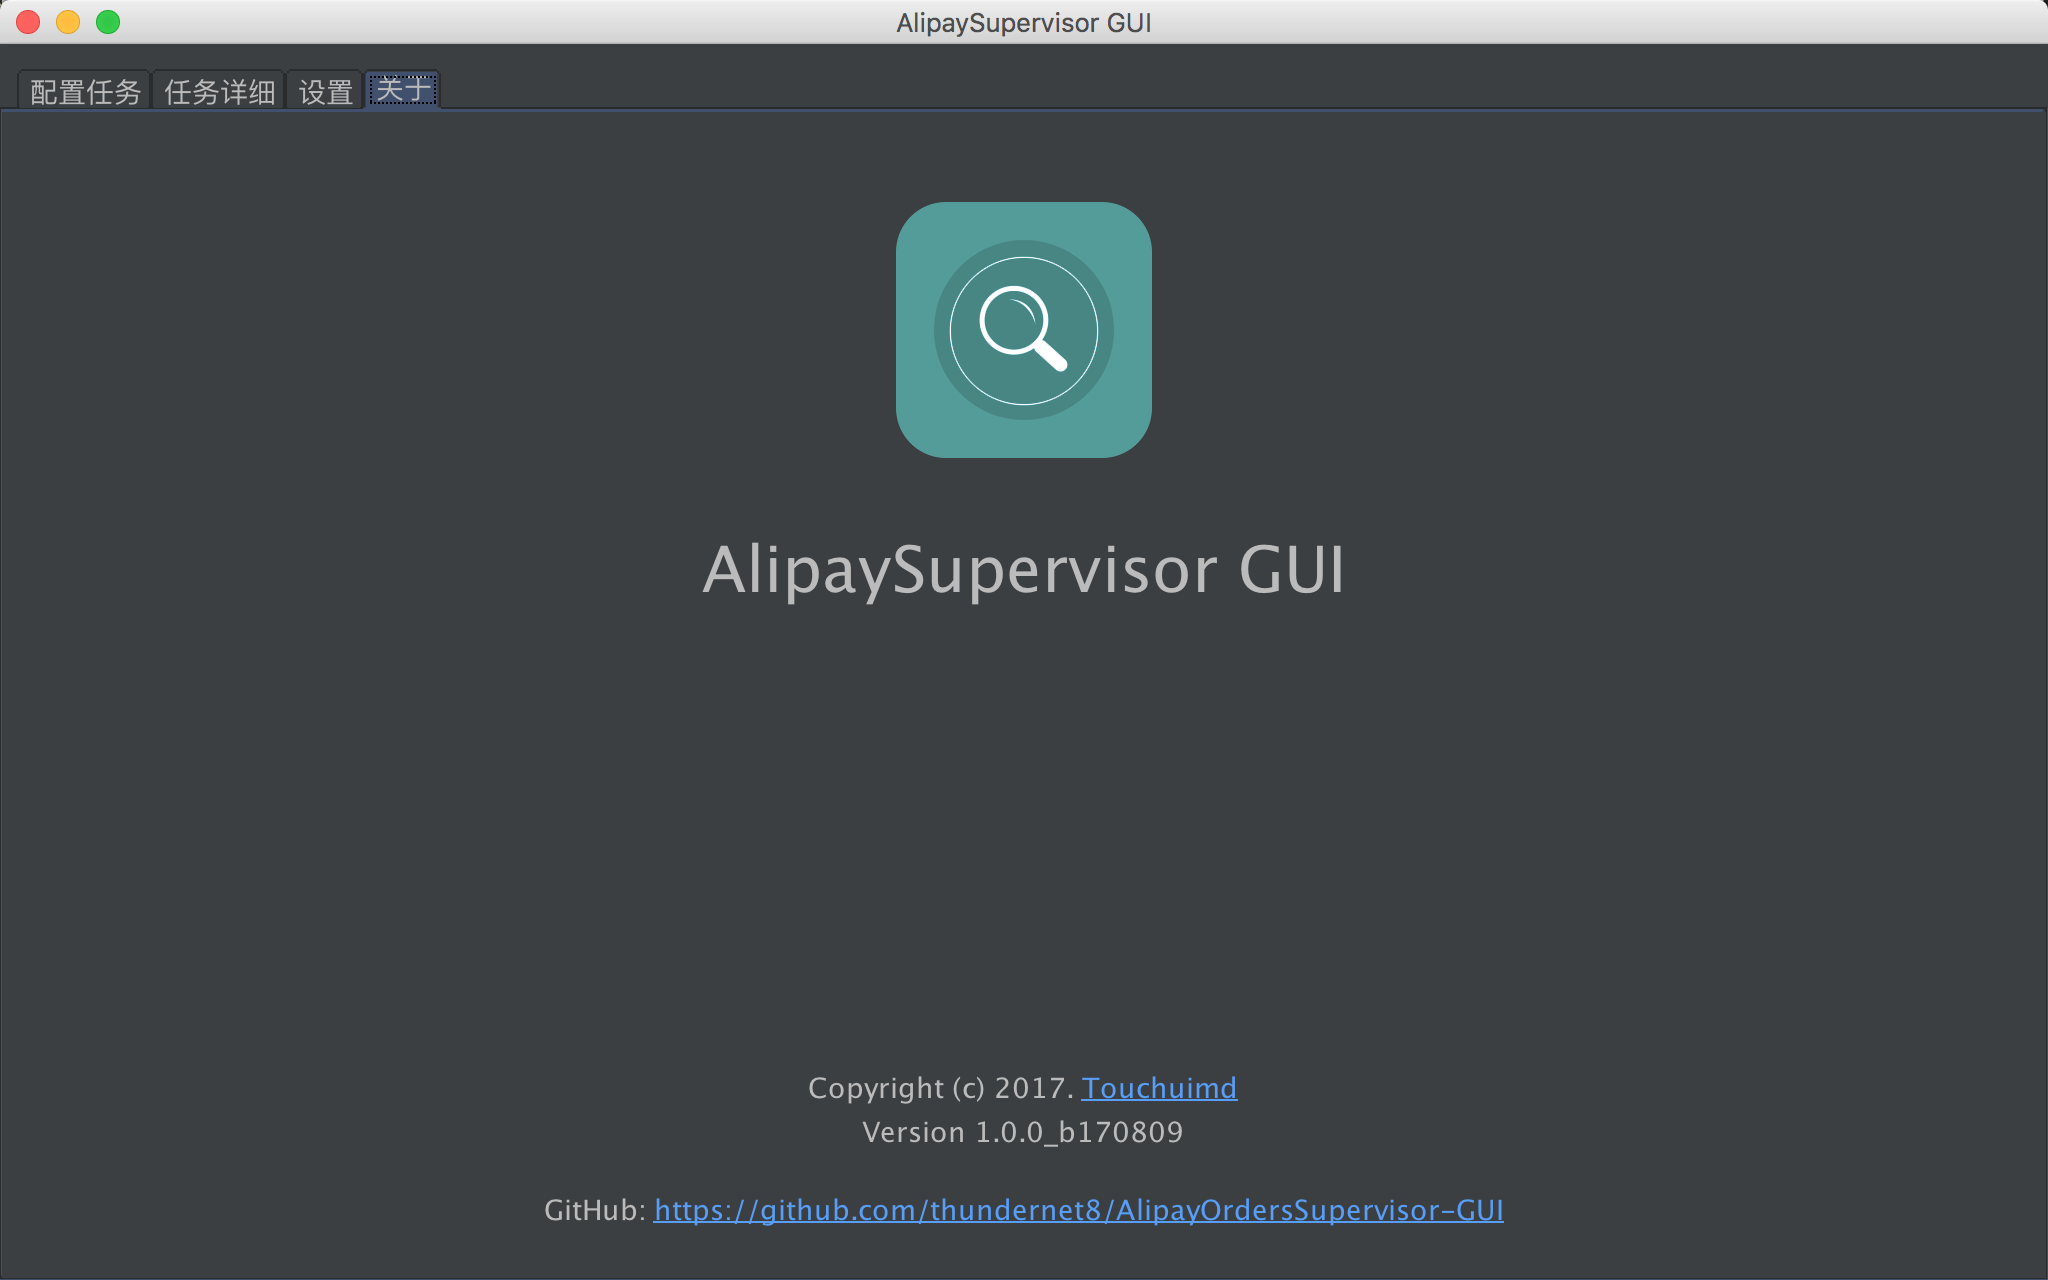 AlipaySupervisor GUI
配置任务 任务详细 设置 关于
AlipaySupervisor GUI
Copyright (c) 2017. Touchuimd
Version 1.0.0_b170809
GitHub: https://github.com/thundernet8/AlipayOrdersSupervisor-GUI